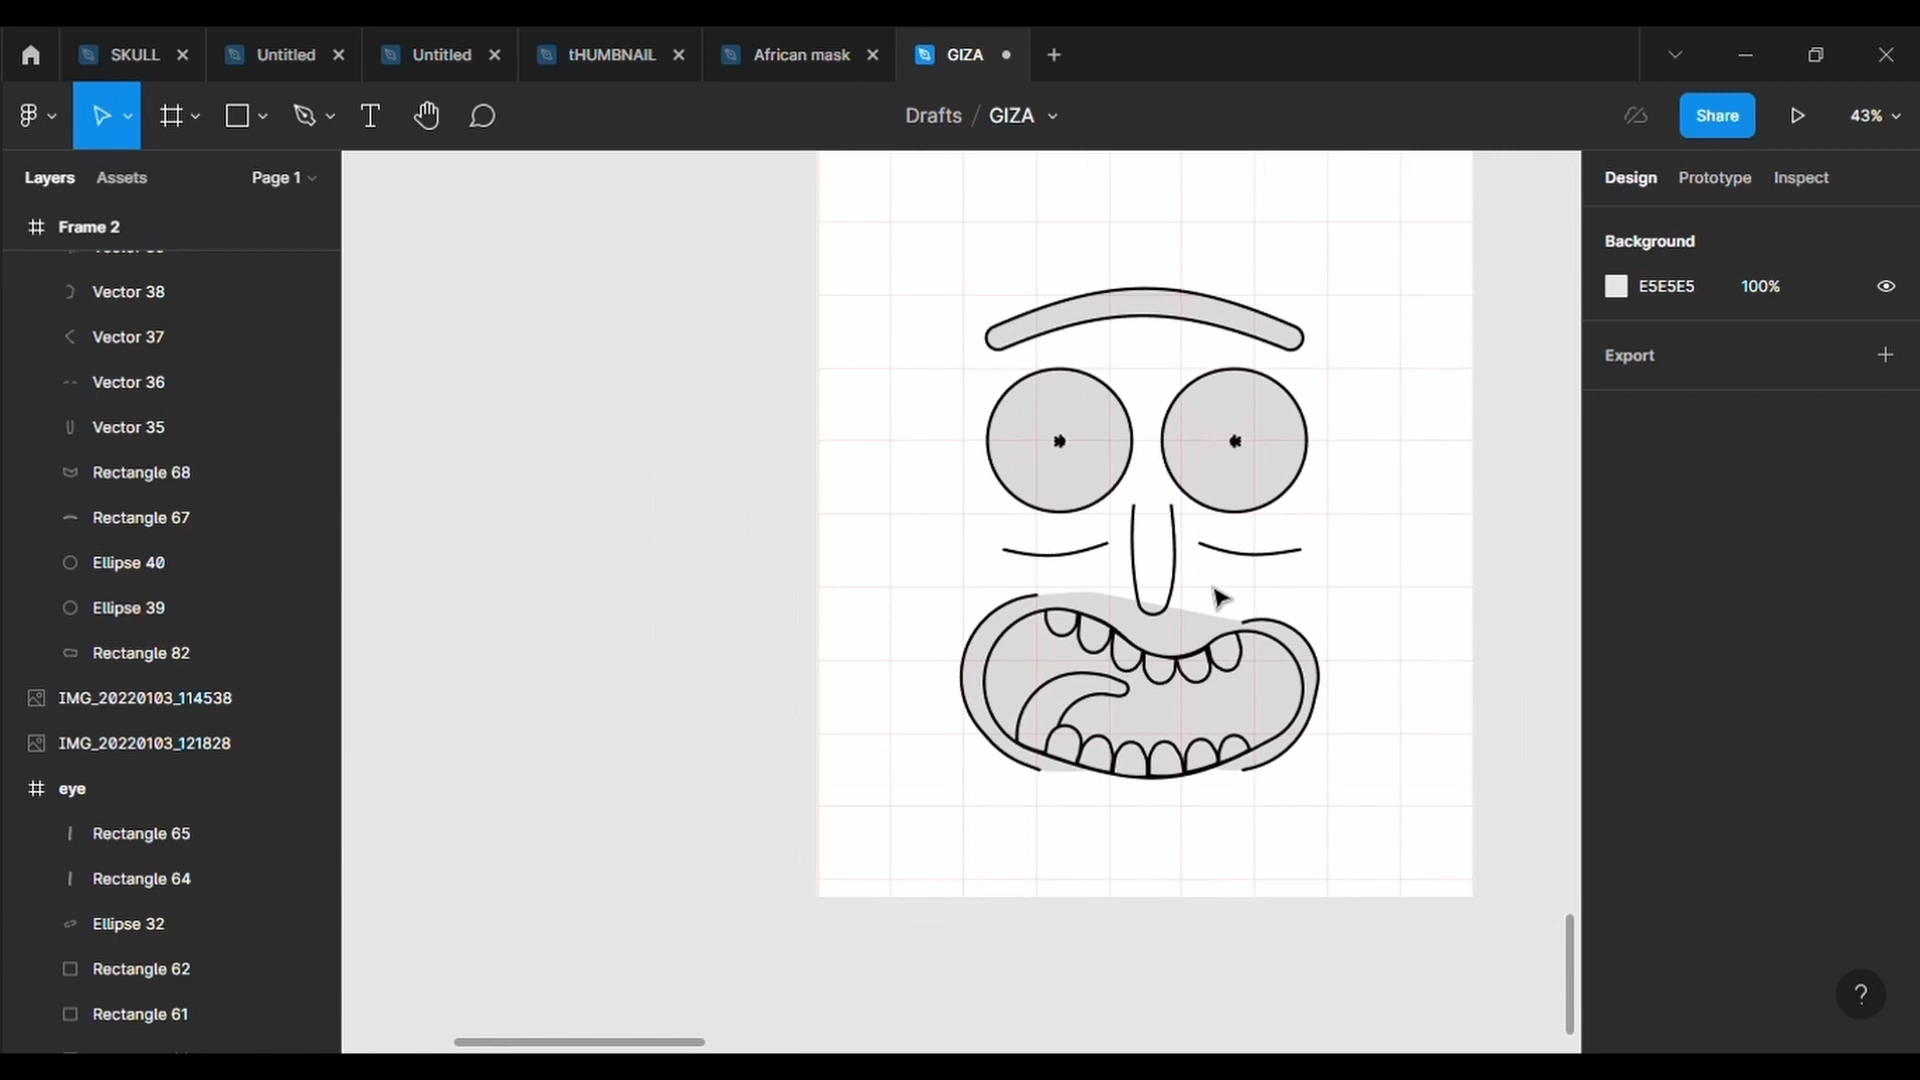 SKULL
Untitled
Untitled
tHUMBNAIL
African mask
GIZA
Drafts / GIZA
Share
43%
Layers
Assets
Page 1
Frame 2
Vector 38
Vector 37
Vector 36
Vector 35
Rectangle 68
Rectangle 67
Ellipse 40
Ellipse 39
Rectangle 82
IMG_20220103_114538
IMG_20220103_121828
eye
Rectangle 65
Rectangle 64
Ellipse 32
Rectangle 62
Rectangle 61
Design
Prototype
Inspect
Background
E5E5E5
100%
Export
?